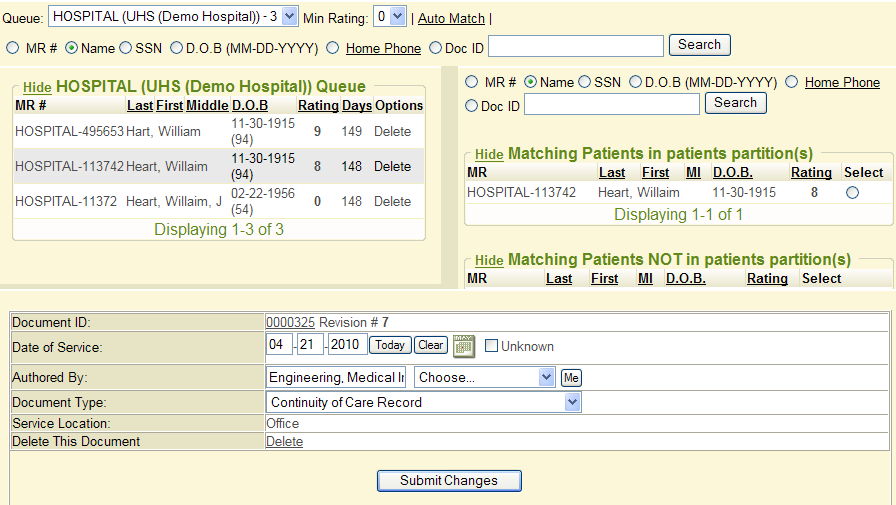 Queue: HOSPITAL (UHS (Demo Hospital)) - 3 Min Rating: 0 | Auto Match |
MR # Name SSN D.O.B (MM-DD-YYYY) Home Phone Doc ID Search
Hide HOSPITAL (UHS (Demo Hospital)) Queue
MR # Last First Middle D.O.B Rating Days Options
HOSPITAL-495653 Hart, William 11-30-1915 (94) 9 149 Delete
HOSPITAL-113742 Heart, Willaim 11-30-1915 (94) 8 148 Delete
HOSPITAL-11372 Heart, Willaim, J 02-22-1956 (54) 0 148 Delete
Displaying 1-3 of 3
MR # Name SSN D.O.B (MM-DD-YYYY) Home Phone
Doc ID Search
Hide Matching Patients in patients partition(s)
MR Last First MI D.O.B. Rating Select
HOSPITAL-113742 Heart, Willaim 11-30-1915 8
Displaying 1-1 of 1
Hide Matching Patients NOT in patients partition(s)
MR Last First MI D.O.B. Rating Select
Document ID: 0000325 Revision # 7
Date of Service: 04 - 21 - 2010 Today Clear MAY Unknown
Authored By: Engineering, Medical Ir Choose... Me
Document Type: Continuity of Care Record
Service Location: Office
Delete This Document Delete
Submit Changes